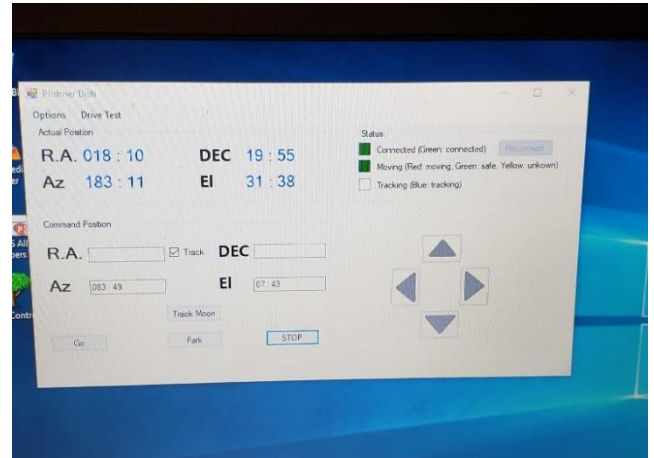 Plishner Dish
Options Drive Test
Actual Position
R.A. 018 : 10 DEC 19 : 55
Az 183 : 11 El 31 : 38
Status
Connected (Green: connected) Reconnect
Moving (Red: moving, Green: safe, Yellow: unkown)
Tracking (Blue: tracking)
Command Position
R.A. Track DEC
Az 083 : 49 El 07 : 43
Track Moon
Go Park STOP